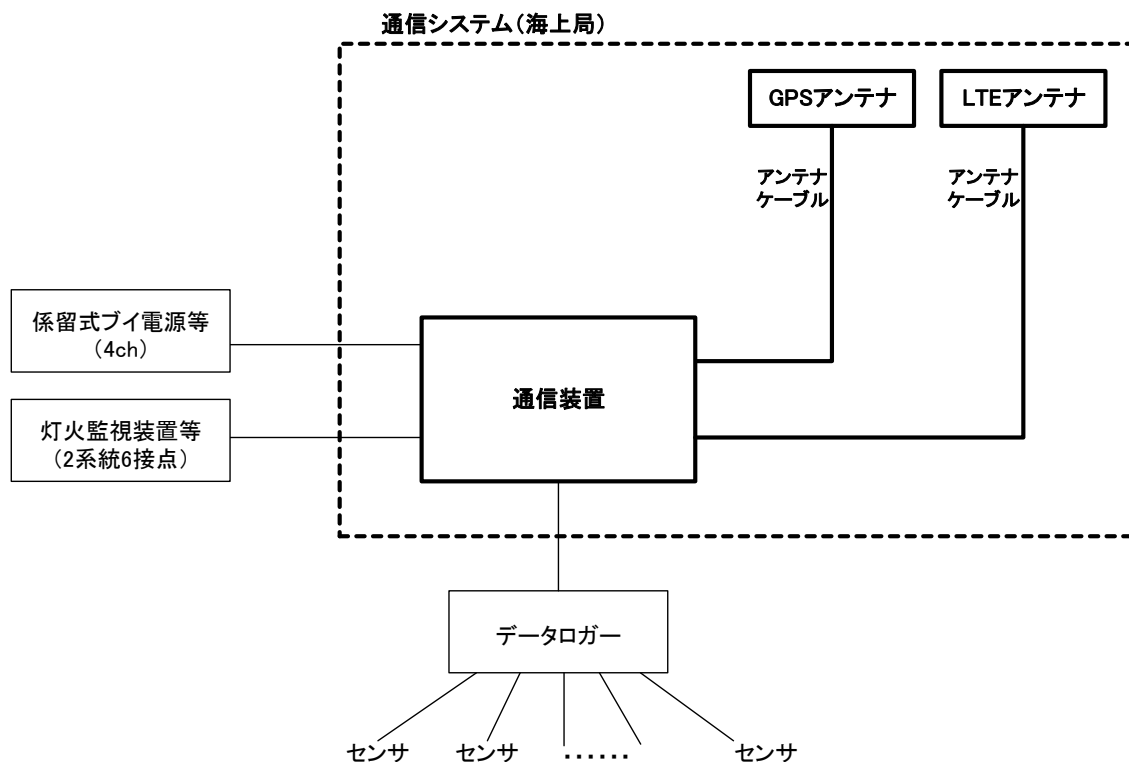 通信システム（海上局）
GPSアンテナ
LTEアンテナ
アンテナ
ケーブル
アンテナ
ケーブル
係留式ブイ電源等
（4ch）
通信装置
灯火監視装置等
（2系統6接点）
データロガー
センサ
センサ
……
センサ